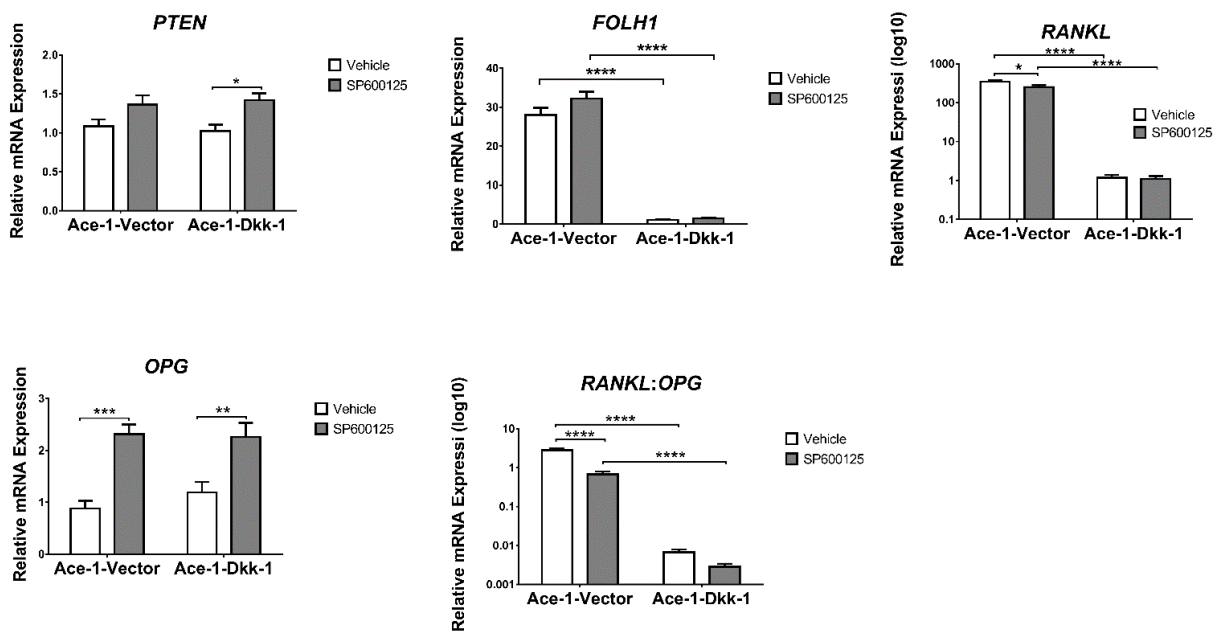 PTEN
Relative mRNA Expression
2.0
1.5
1.0
0.5
0.0
*
Vehicle
SP600125
Ace-1-Vector Ace-1-Dkk-1
FOLH1
Relative mRNA Expression
40
30
20
10
0
****
****
Vehicle
SP600125
Ace-1-Vector Ace-1-Dkk-1
RANKL
Relative mRNA Expressi (log10)
1000
100
10
1
0.1
****
* ****
Vehicle
SP600125
Ace-1-Vector Ace-1-Dkk-1
OPG
Relative mRNA Expression
3
2
1
0
*** **
Vehicle
SP600125
Ace-1-Vector Ace-1-Dkk-1
RANKL:OPG
Relative mRNA Expressi (log10)
10
1
0.1
0.01
0.001
****
****
****
Vehicle
SP600125
Ace-1-Vector Ace-1-Dkk-1